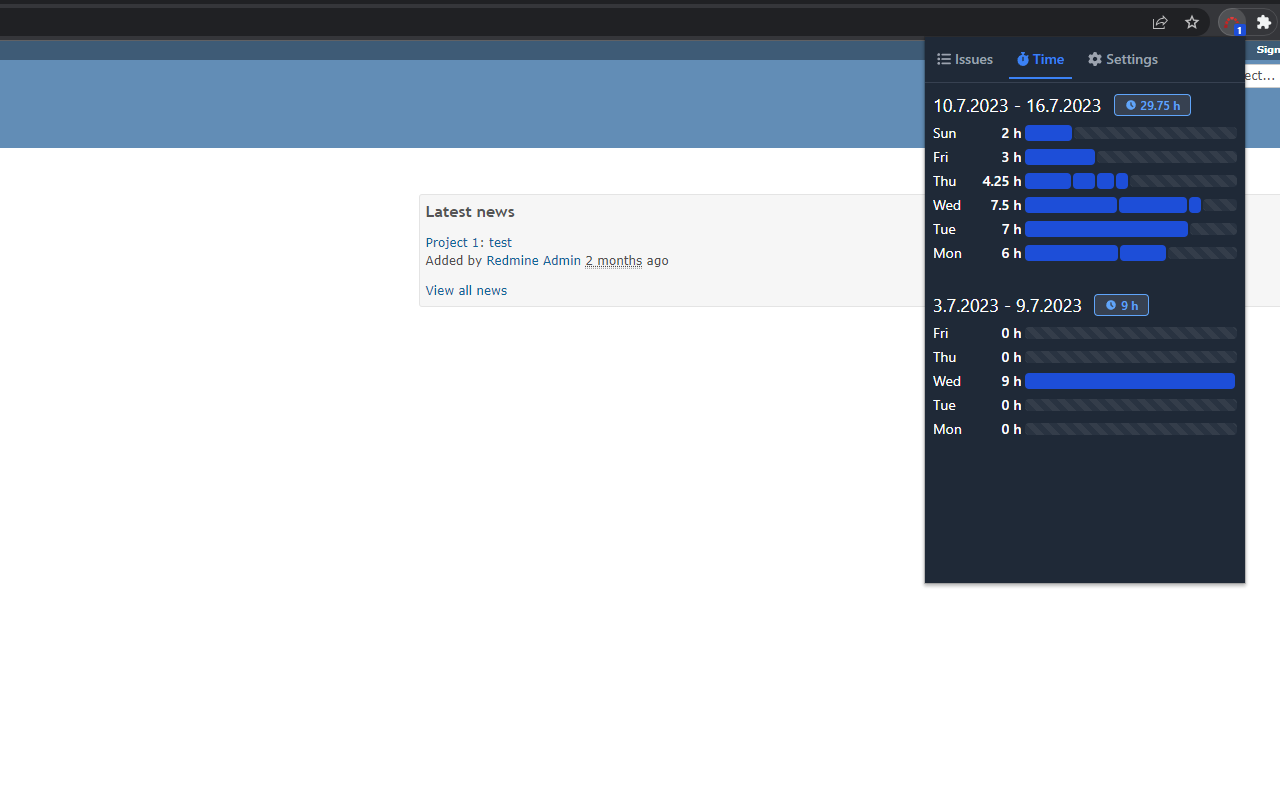 1
Sign
ect...
Issues
Time
Settings
10.7.2023 - 16.7.2023 29.75 h
Sun 2 h
Fri 3 h
Thu 4.25 h
Wed 7.5 h
Tue 7 h
Mon 6 h
3.7.2023 - 9.7.2023 9 h
Fri 0 h
Thu 0 h
Wed 9 h
Tue 0 h
Mon 0 h
Latest news
Project 1: test
Added by Redmine Admin 2 months ago
View all news